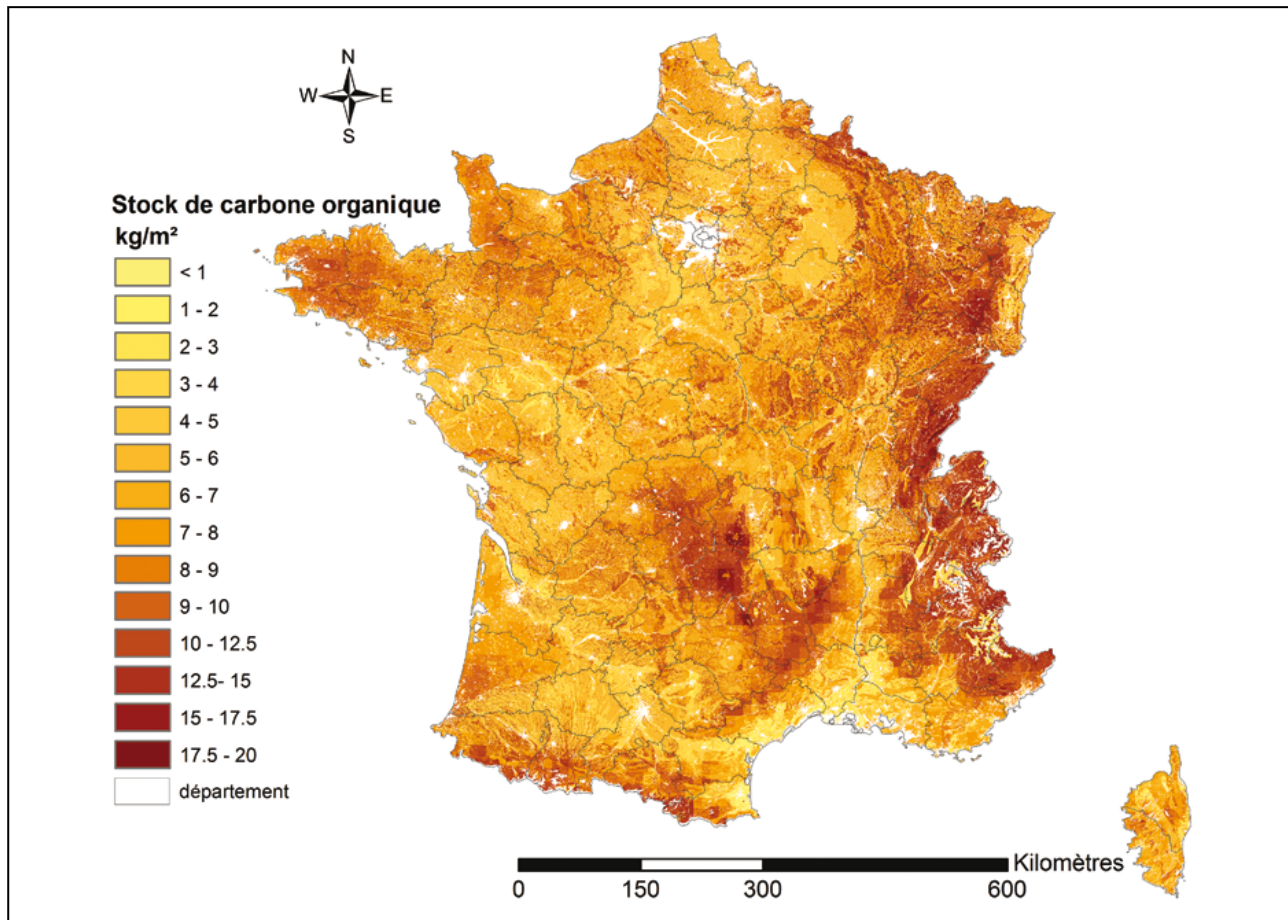 N
W E
S
Stock de carbone organique
kg/m²
< 1
1 - 2
2 - 3
3 - 4
4 - 5
5 - 6
6 - 7
7 - 8
8 - 9
9 - 10
10 - 12.5
12.5- 15
15 - 17.5
17.5 - 20
département
Kilomètres
0 150 300 600